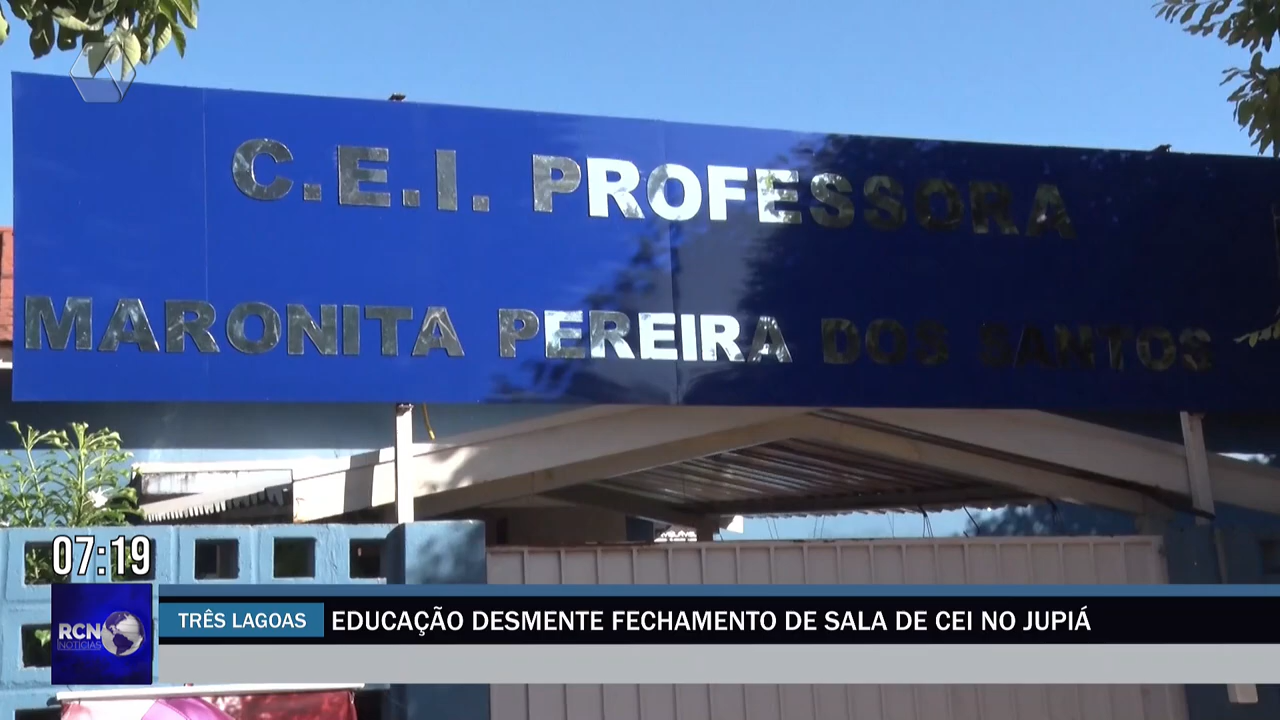 C.E.I. PROFESSORA
MARONITA PEREIRA DOS SANTOS
07:19
RCN
NOTÍCIAS
TRÊS LAGOAS
EDUCAÇÃO DESMENTE FECHAMENTO DE SALA DE CEI NO JUPIÁ